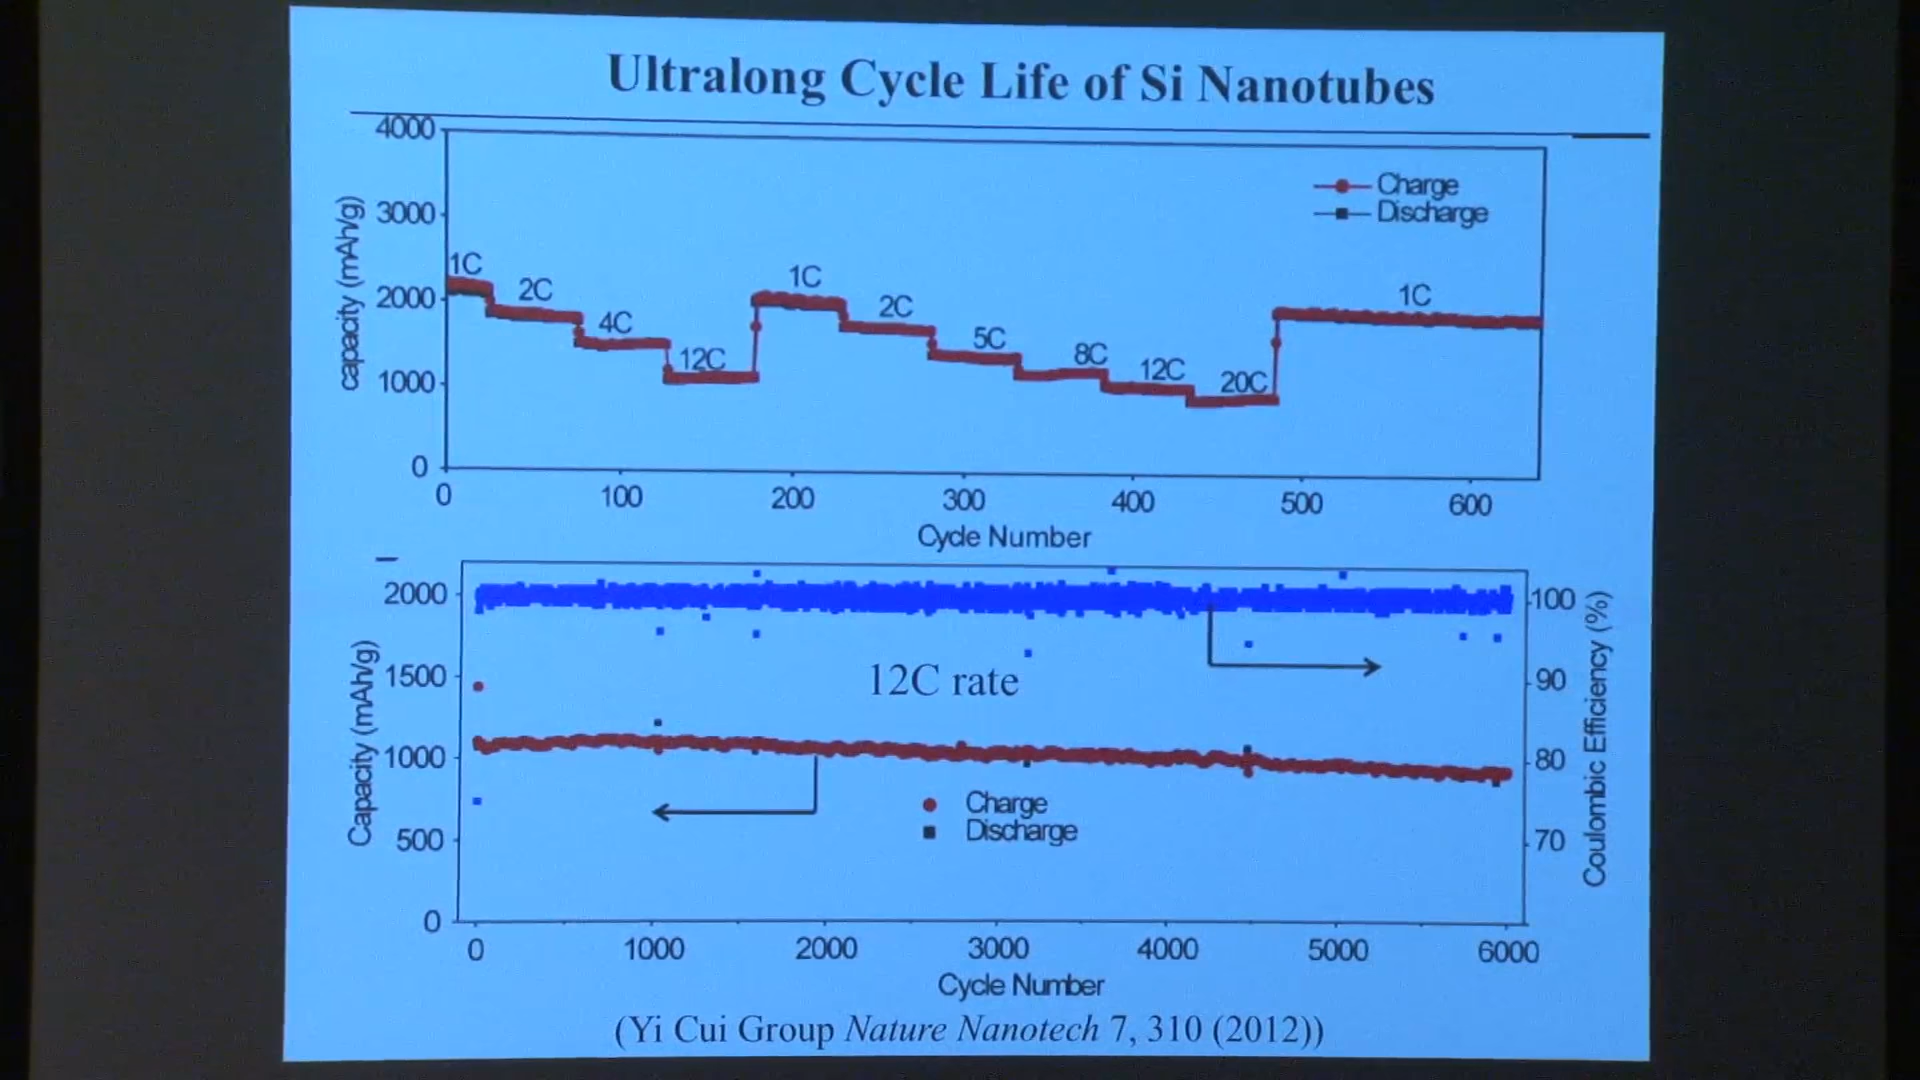 Ultralong Cycle Life of Si Nanotubes
4000
3000
2000
1000
0
capacity (mAh/g)
1C
2C
4C
12C
1C
2C
5C
8C
12C
20C
1C
Charge
Discharge
0 100 200 300 400 500 600
Cycle Number
2000
1500
1000
500
0
Capacity (mAh/g)
12C rate
Charge
Discharge
100
90
80
70
Coulombic Efficiency (%)
0 1000 2000 3000 4000 5000 6000
Cycle Number
(Yi Cui Group Nature Nanotech 7, 310 (2012))